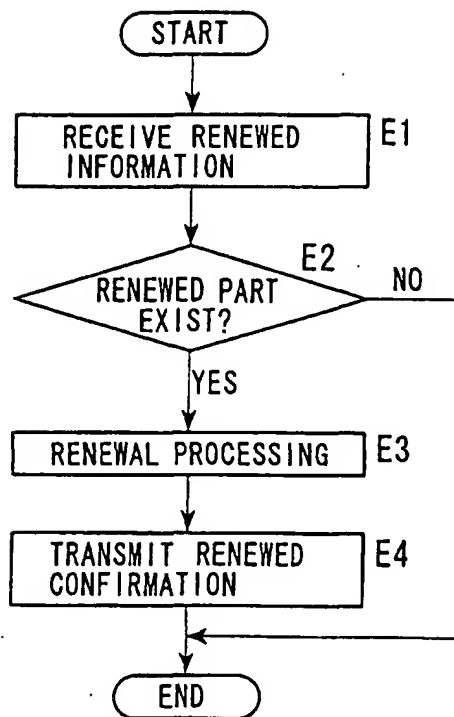 START
RECEIVE RENEWED
INFORMATION
E1
E2
RENEWED PART
EXIST?
NO
YES
RENEWAL PROCESSING
E3
TRANSMIT RENEWED
CONFIRMATION
E4
END